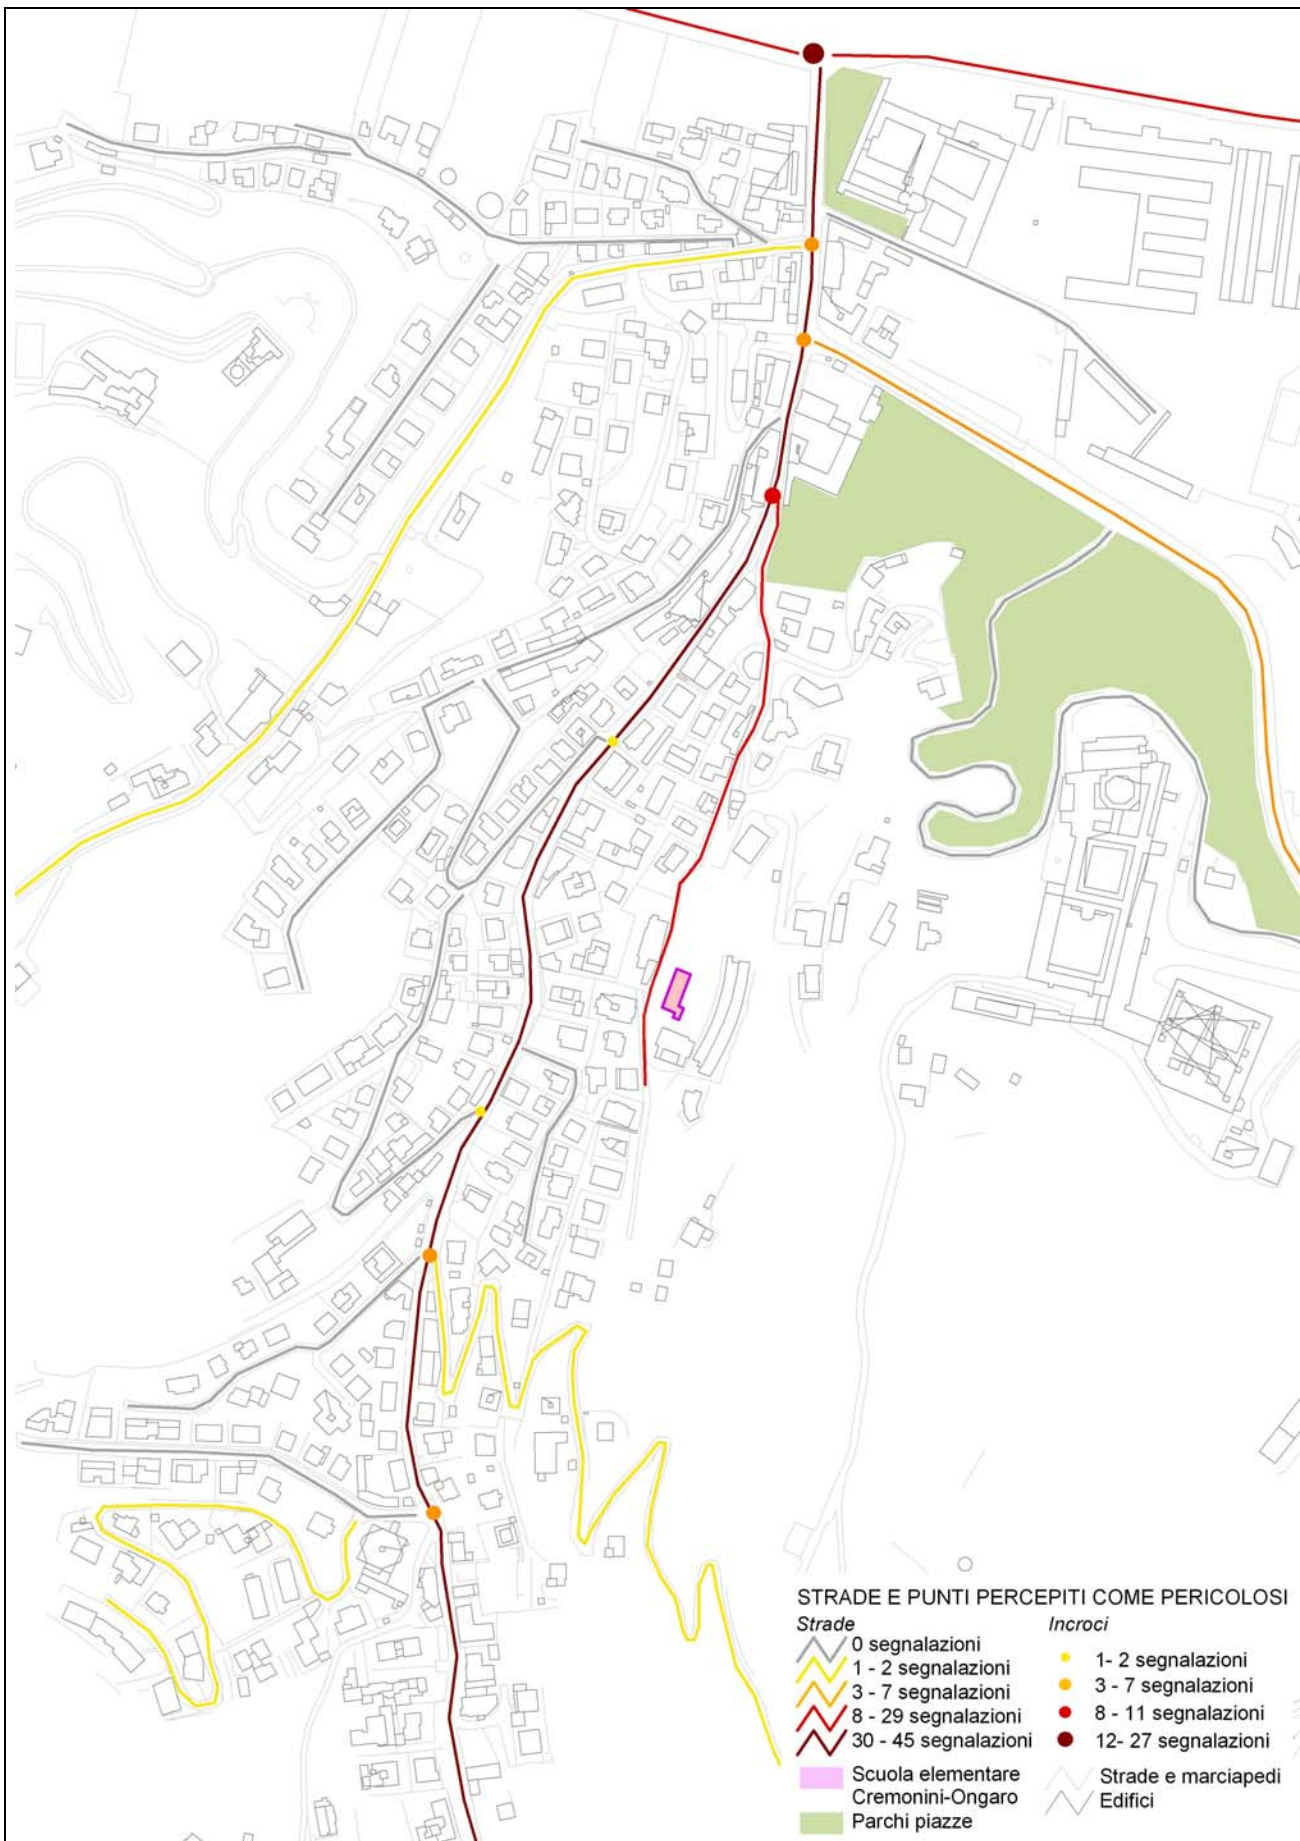 STRADE E PUNTI PERCEPITI COME PERICOLOSI
Strade
0 segnalazioni
1 - 2 segnalazioni
3 - 7 segnalazioni
8 - 29 segnalazioni
30 - 45 segnalazioni
Scuola elementare
Cremonini-Ongaro
Parchi piazze
Incroci
1- 2 segnalazioni
3 - 7 segnalazioni
8 - 11 segnalazioni
12- 27 segnalazioni
Strade e marciapedi
Edifici